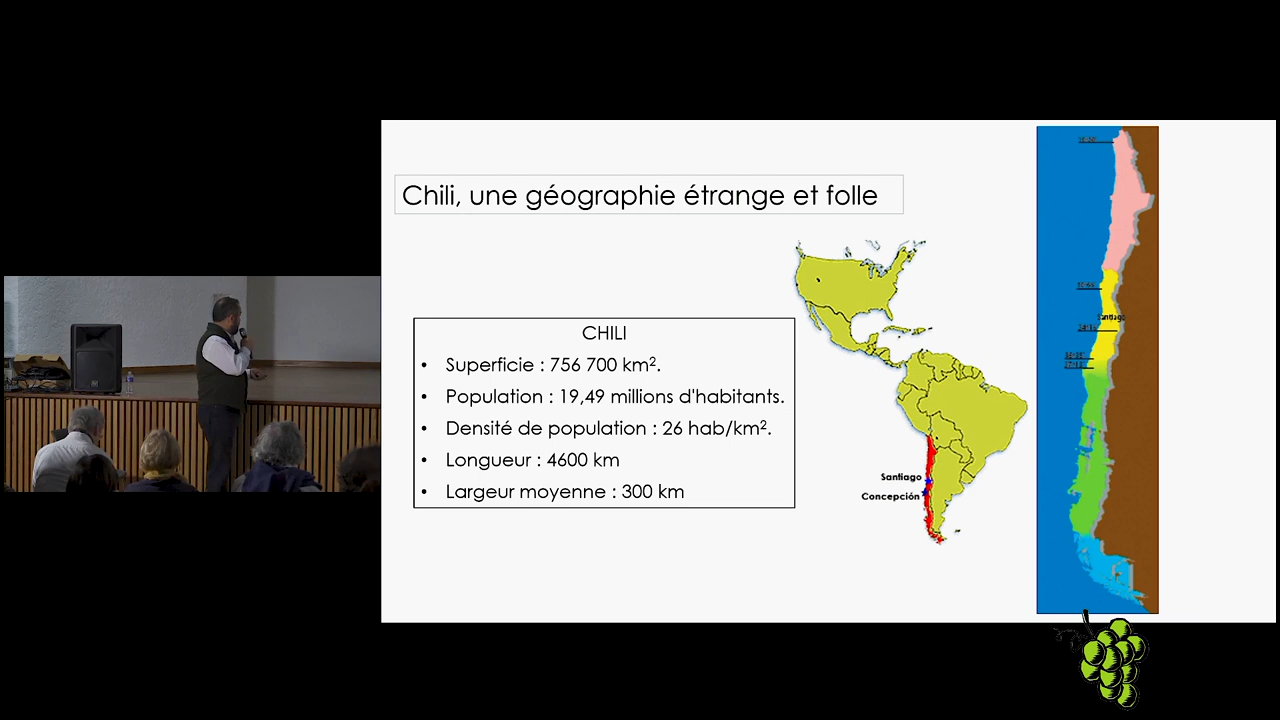 Chili, une géographie étrange et folle
CHILI
• Superficie : 756 700 km².
• Population : 19,49 millions d'habitants.
• Densité de population : 26 hab/km².
• Longueur : 4600 km
• Largeur moyenne : 300 km
Santiago
Concepción
Santiago